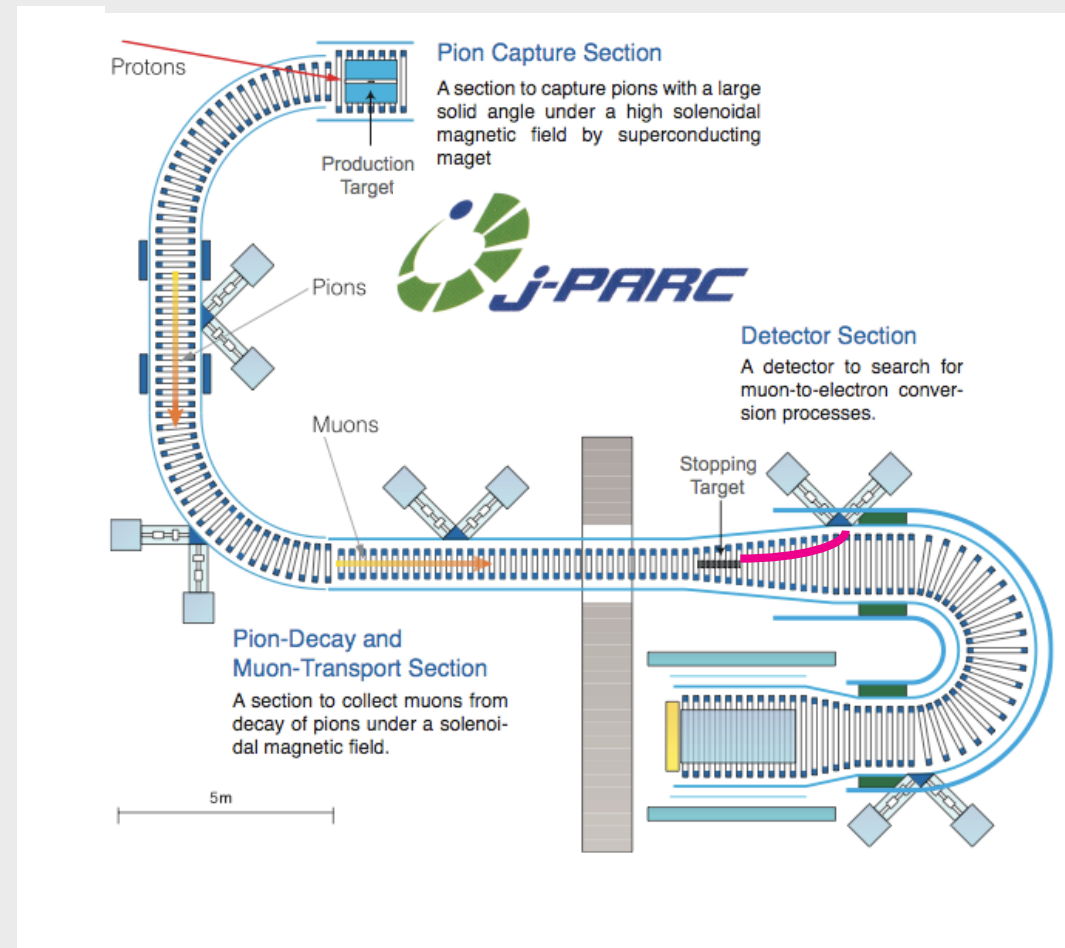 Protons
Pion Capture Section
A section to capture pions with a large
solid angle under a high solenoidal
magnetic field by superconducting
maget
Production
Target
j-PARC
Pions
Detector Section
A detector to search for
muon-to-electron conver-
sion processes.
Muons
Stopping
Target
Pion-Decay and
Muon-Transport Section
A section to collect muons from
decay of pions under a solenoi-
dal magnetic field.
5m